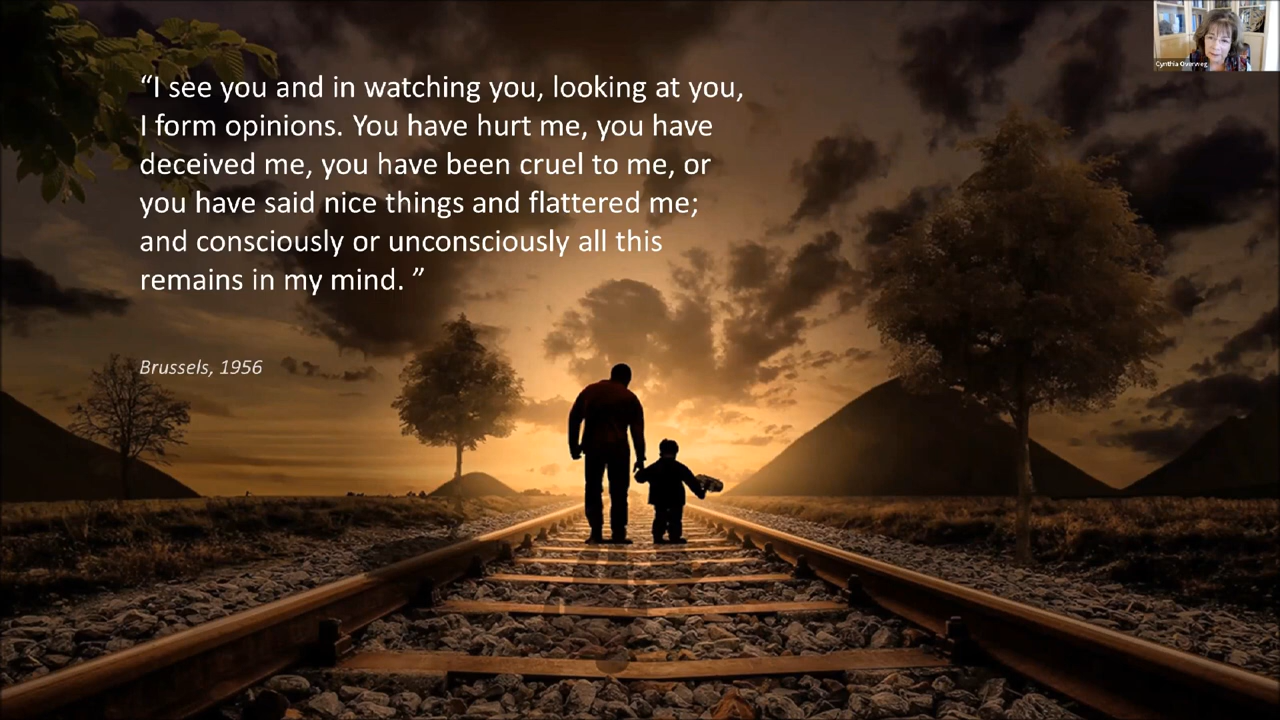 “I see you and in watching you, looking at you,
I form opinions. You have hurt me, you have
deceived me, you have been cruel to me, or
you have said nice things and flattered me;
and consciously or unconsciously all this
remains in my mind. ”
Brussels, 1956
Cynthia Overweg